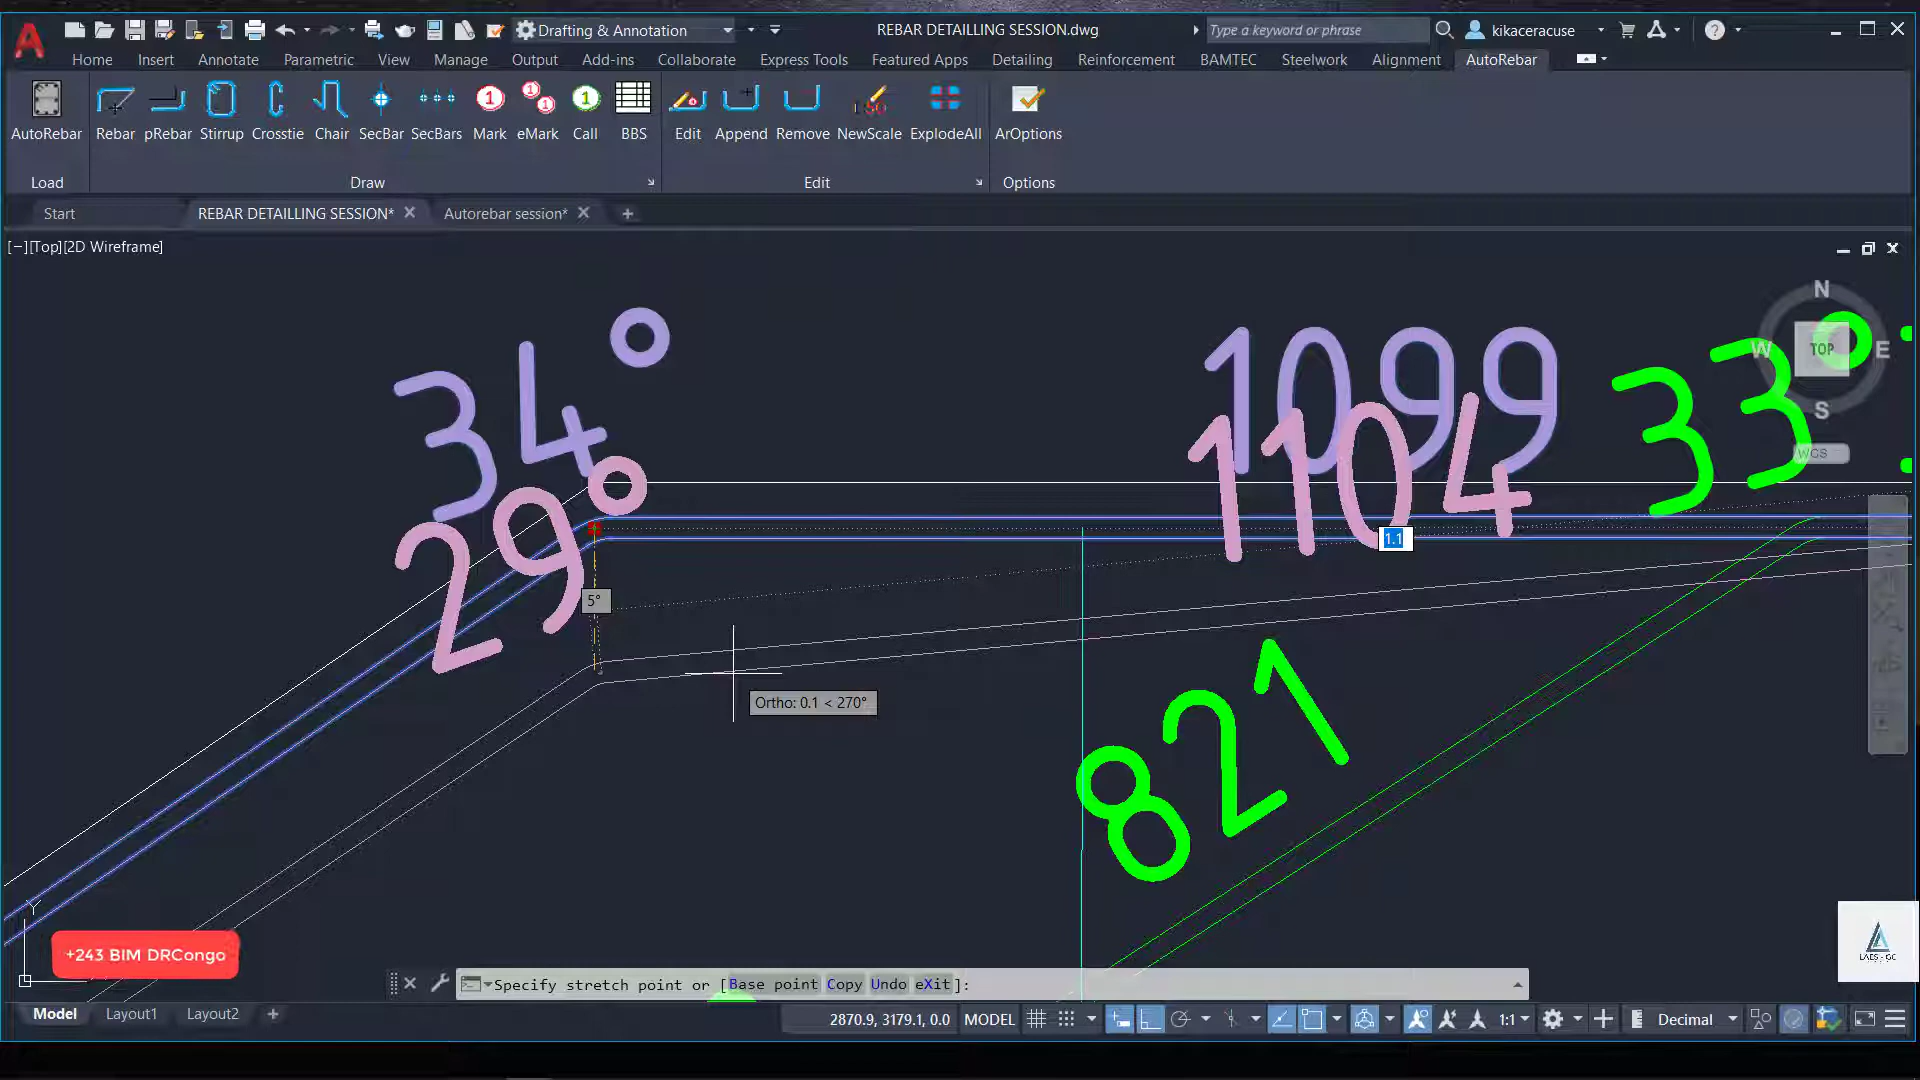 Drafting & Annotation
REBAR DETAILLING SESSION.dwg
Type a keyword or phrase
kikaceracuse
Home Insert Annotate Parametric View Manage Output Add-ins Collaborate Express Tools Featured Apps Detailing Reinforcement BAMTEC Steelwork Alignment AutoRebar
AutoRebar Rebar pRebar Stirrup Crosstie Chair SecBar SecBars Mark eMark Call BBS Edit Append Remove NewScale ExplodeAll ArOptions
Load Draw Edit Options
Start REBAR DETAILLING SESSION* Autorebar session*
[−][Top][2D Wireframe]
N
W TOP E
S
WCS
34°
1099
33°
29°
1104
1.1
5°
821
Ortho: 0.1 < 270°
Y
+243 BIM DRCongo
LAES-GC
Specify stretch point or [Base point Copy Undo eXit]:
Model Layout1 Layout2
2870.9, 3179.1, 0.0 MODEL 1:1 Decimal